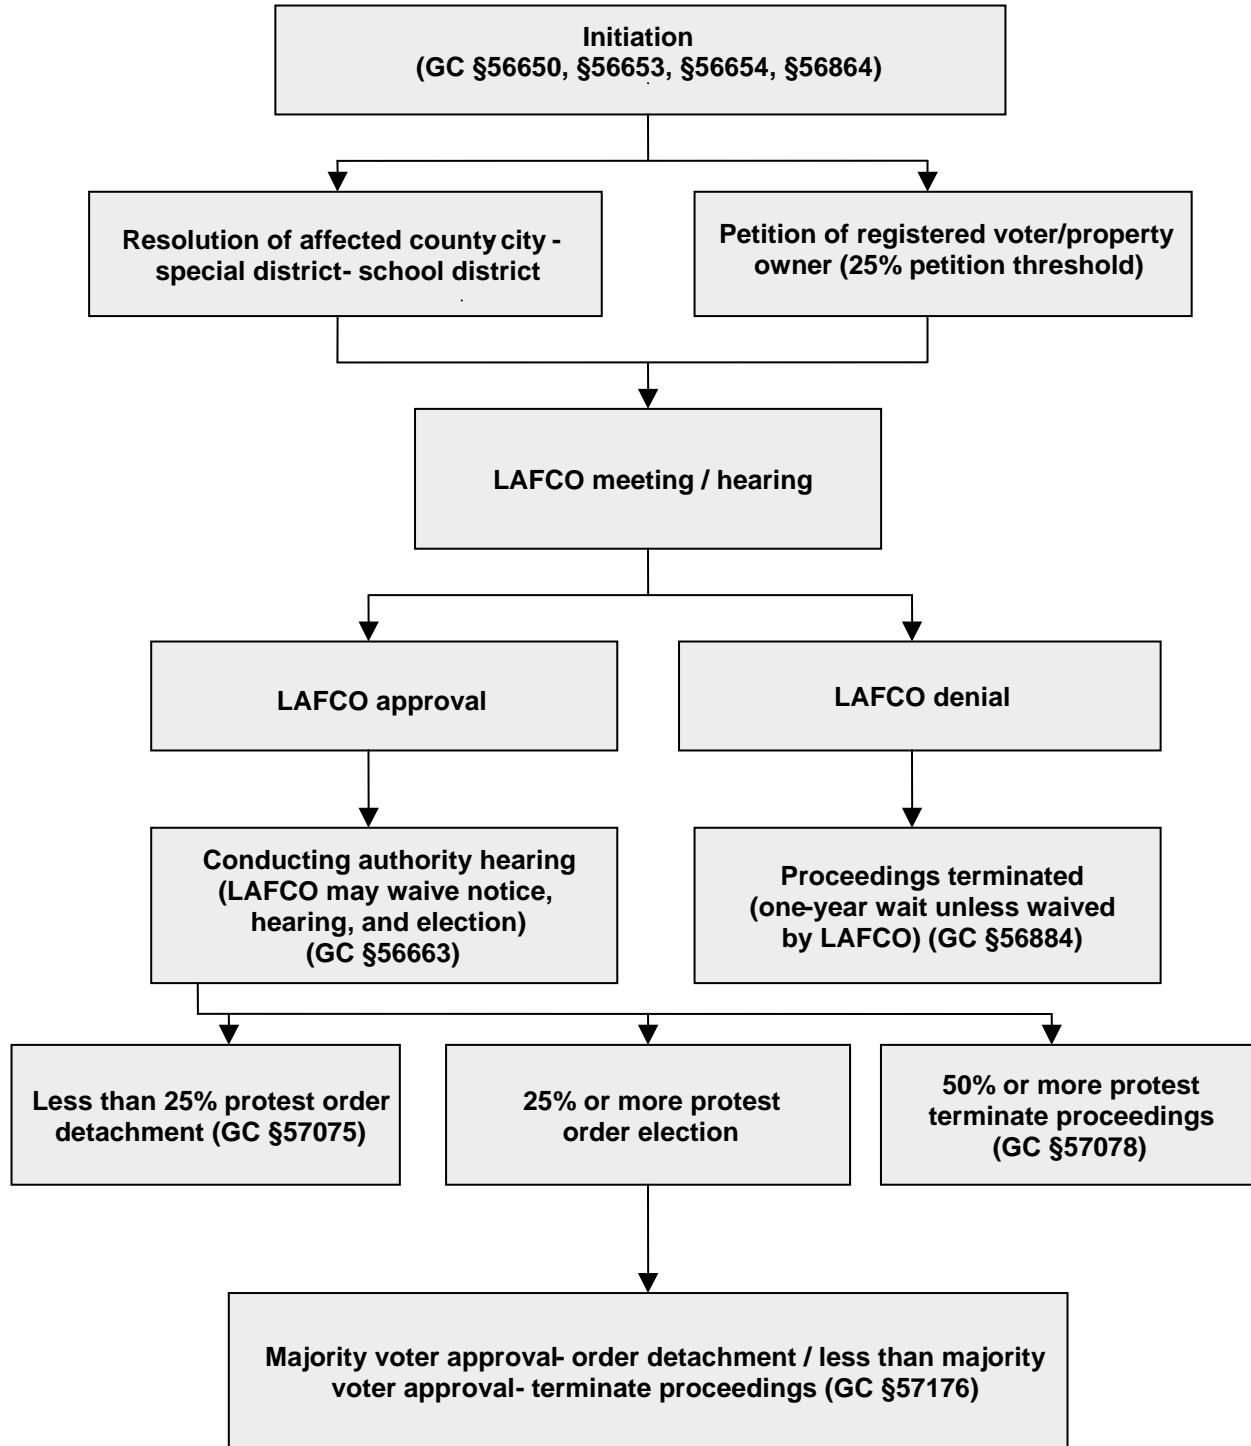 Initiation
(GC §56650, §56653, §56654, §56864)
Resolution of affected county city -
special district- school district
Petition of registered voter/property
owner (25% petition threshold)
LAFCO meeting / hearing
LAFCO approval
LAFCO denial
Conducting authority hearing
(LAFCO may waive notice,
hearing, and election)
(GC §56663)
Proceedings terminated
(one-year wait unless waived
by LAFCO) (GC §56884)
Less than 25% protest order
detachment (GC §57075)
25% or more protest
order election
50% or more protest
terminate proceedings
(GC §57078)
Majority voter approval- order detachment / less than majority
voter approval- terminate proceedings (GC §57176)